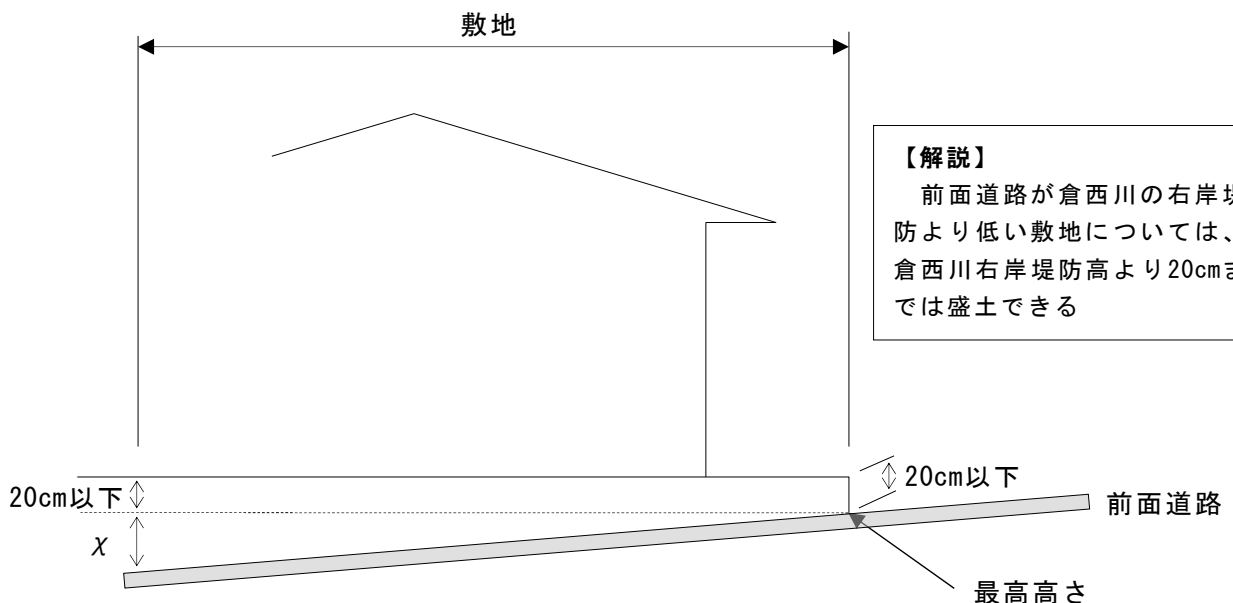 敷地
【解説】
前面道路が倉西川の右岸堤
防より低い敷地については、
倉西川右岸堤防高より20cmま
では盛土できる
20cm以下
20cm以下
前面道路
χ
最高高さ